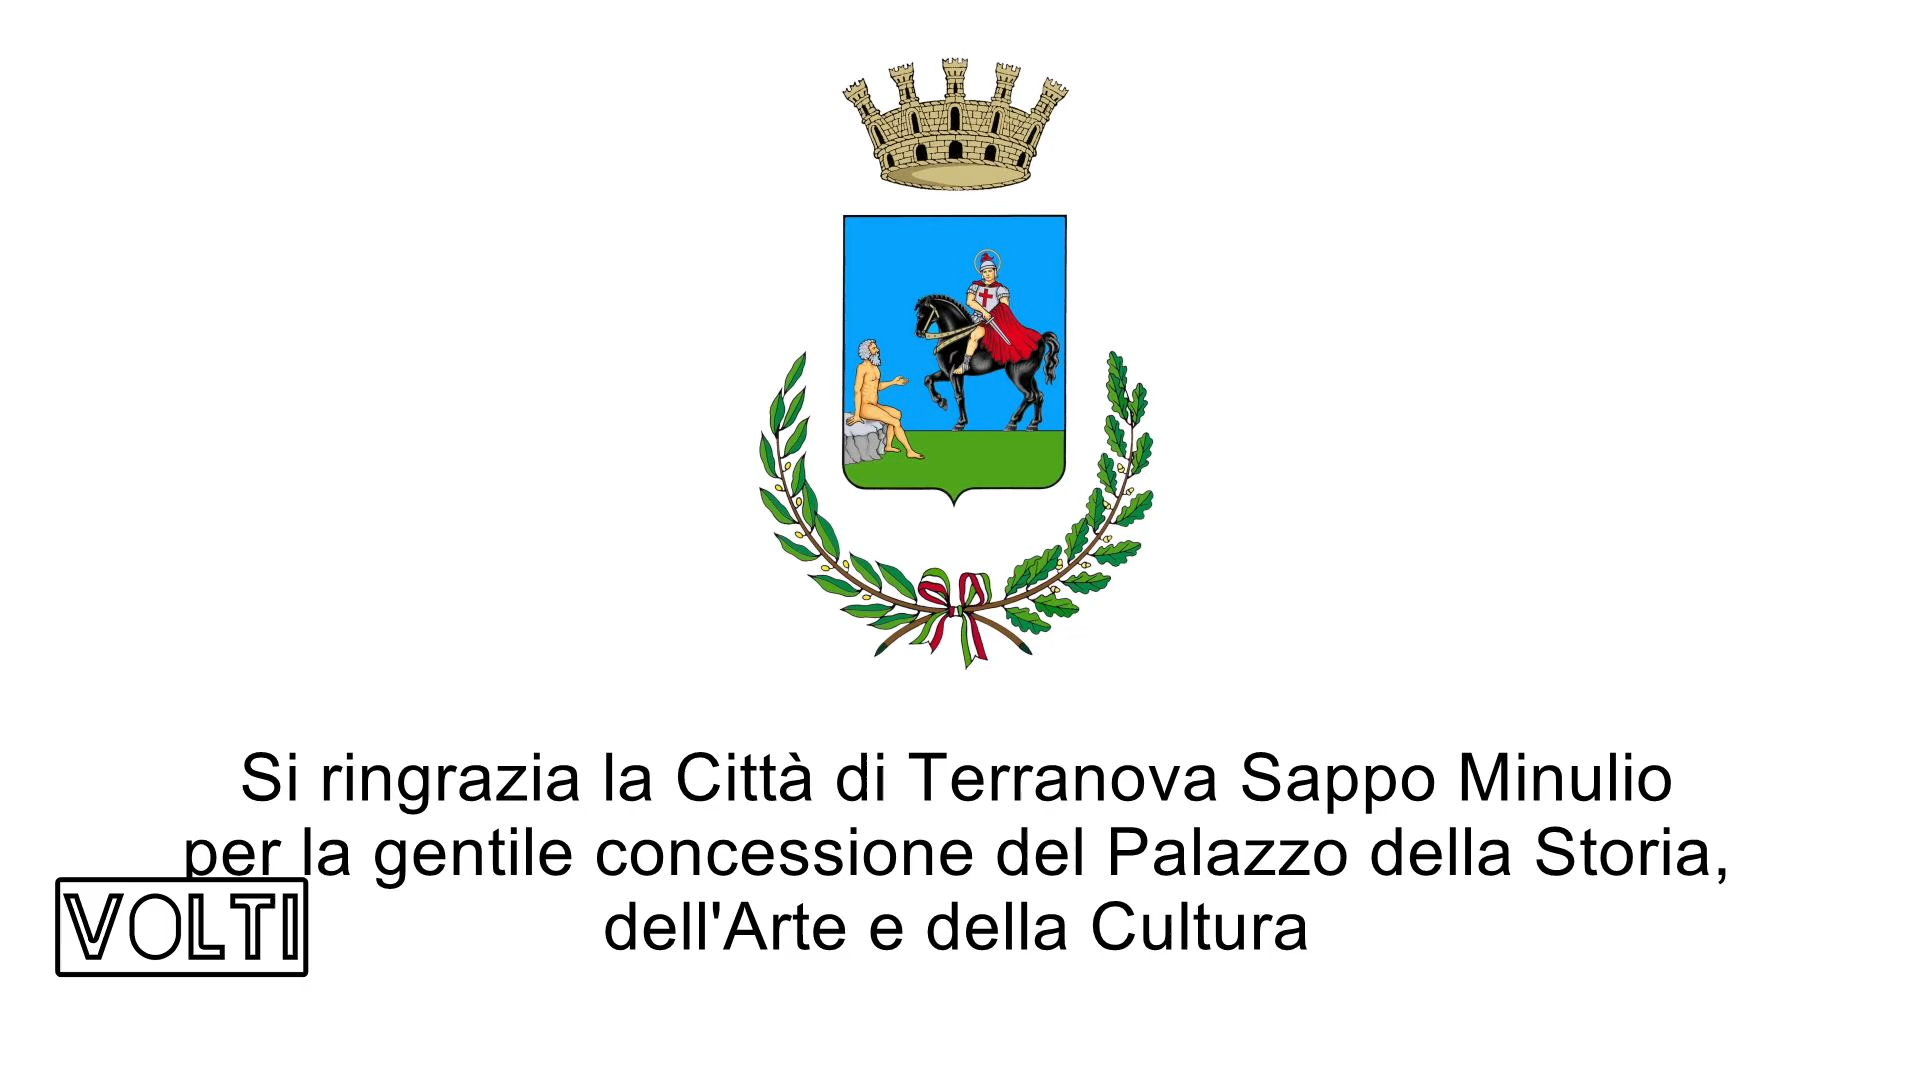 Si ringrazia la Città di Terranova Sappo Minulio
per la gentile concessione del Palazzo della Storia,
dell'Arte e della Cultura
VOLTI